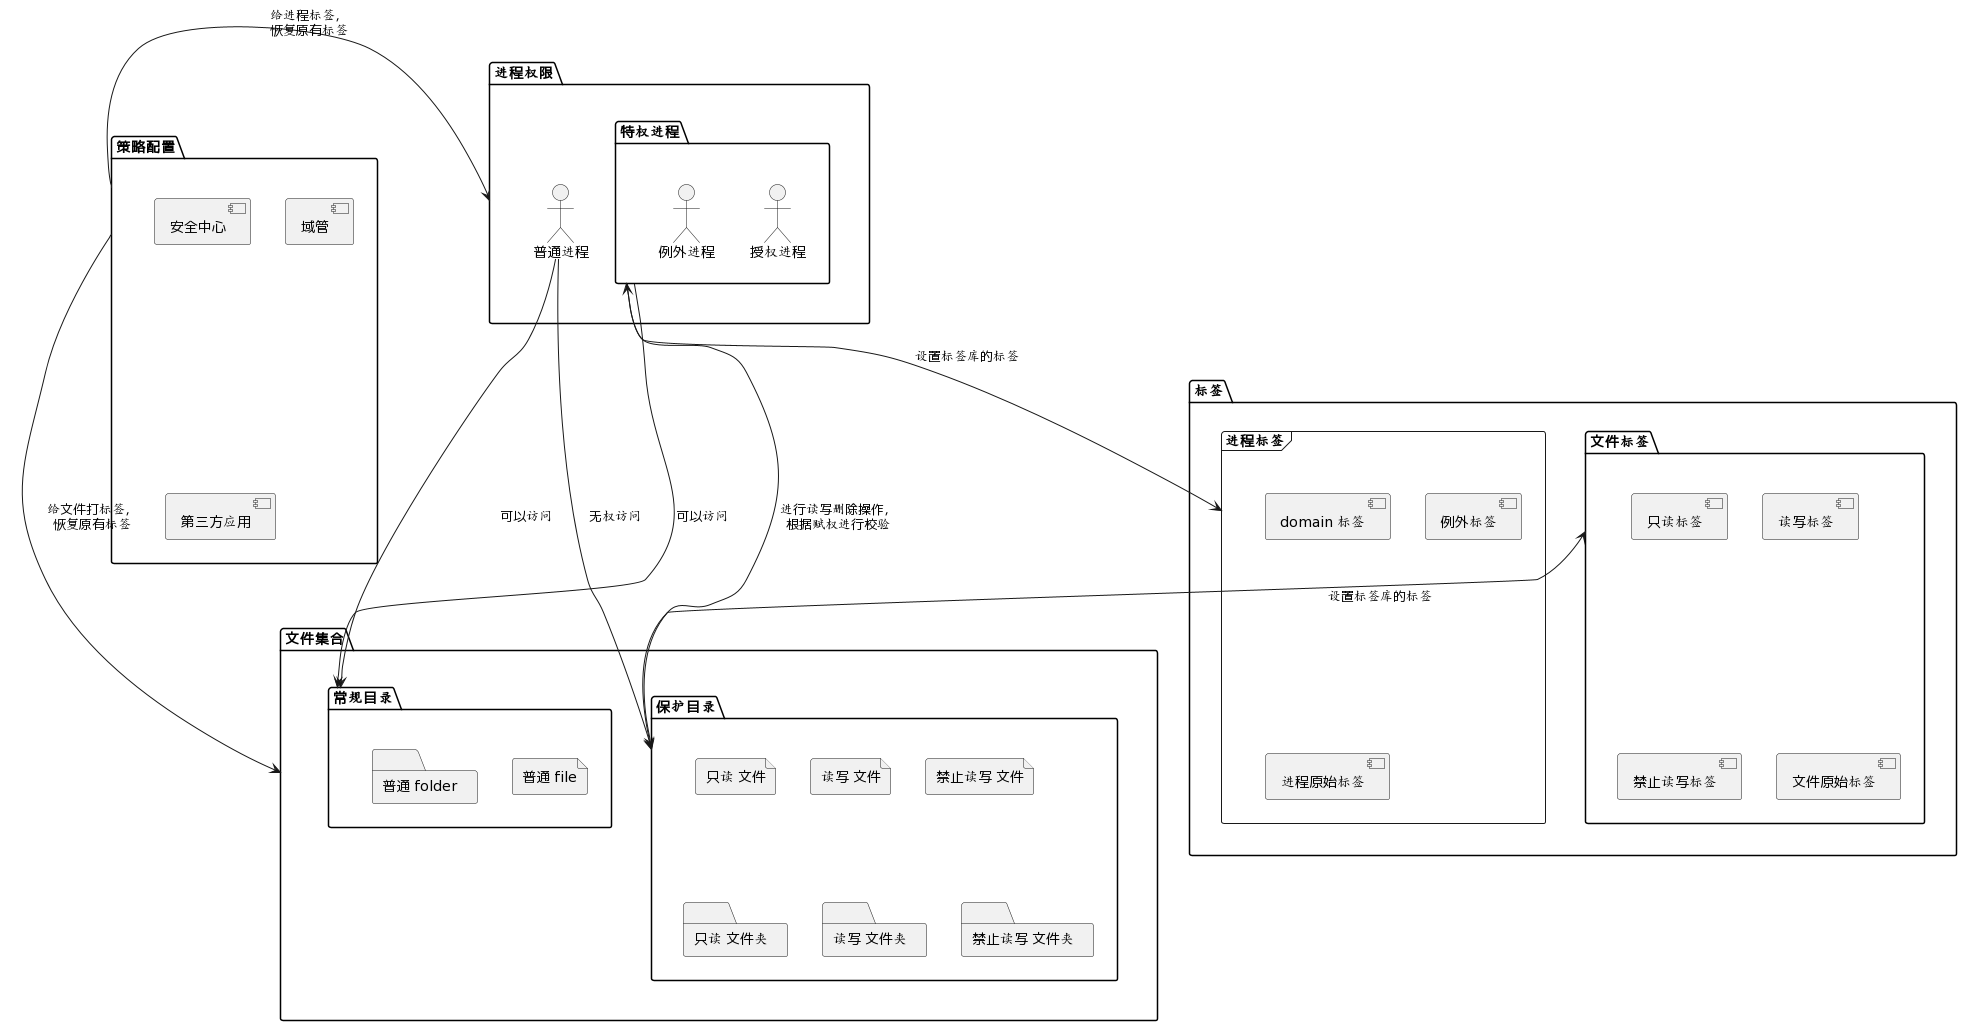 给进程标签，
恢复原有标签
进程权限
特权进程
策略配置
安全中心
域管
普通进程
例外进程
授权进程
设置标签库的标签
标签
进程标签
文件标签
domain 标签
例外标签
只读标签
读写标签
给文件打标签，
恢复原有标签
第三方应用
可以访问
无权访问
可以访问
进行读写删除操作，
根据赋权进行校验
设置标签库的标签
文件集合
常规目录
保护目录
普通 folder
普通 file
只读 文件
读写 文件
禁止读写 文件
进程原始标签
禁止读写标签
文件原始标签
只读 文件夹
读写 文件夹
禁止读写 文件夹